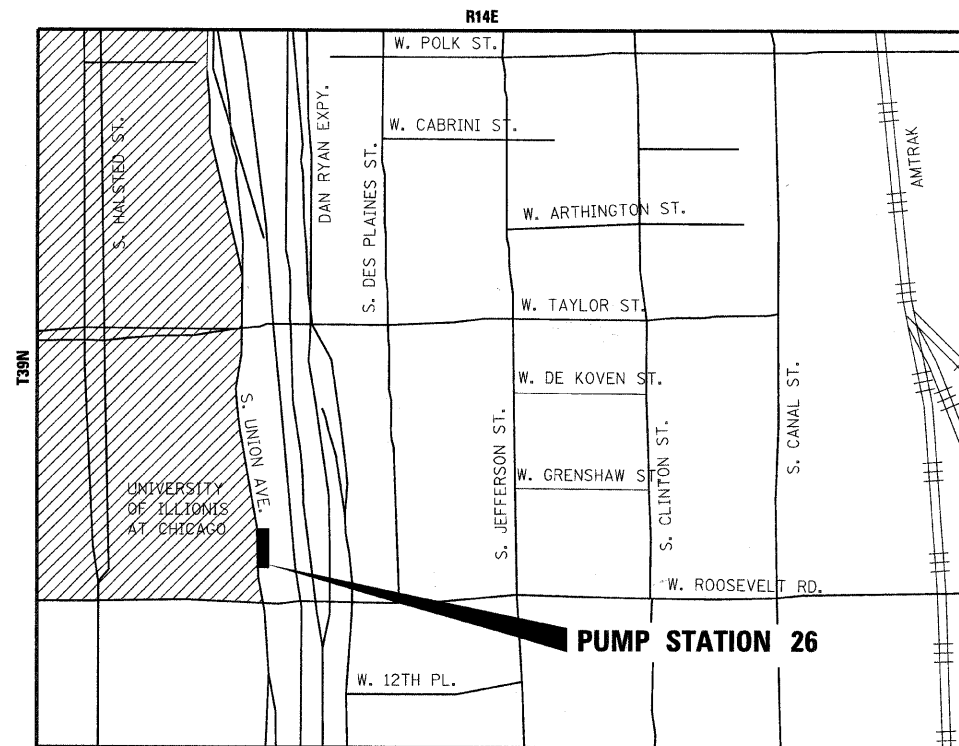 R14E
W. POLK ST.
S. HALSTED ST.
DAN RYAN EXPY.
W. CABRINI ST.
S. DES PLAINES ST.
AMTRAK
W. ARTHINGTON ST.
W. TAYLOR ST.
T39N
W. DE KOVEN ST.
S. CANAL ST.
S. UNION AVE.
S. JEFFERSON ST.
S. CLINTON ST.
W. GRENSHAW ST
UNIVERSITY
OF ILLIONIS
AT CHICAGO
W. ROOSEVELT RD.
PUMP STATION 26
W. 12TH PL.